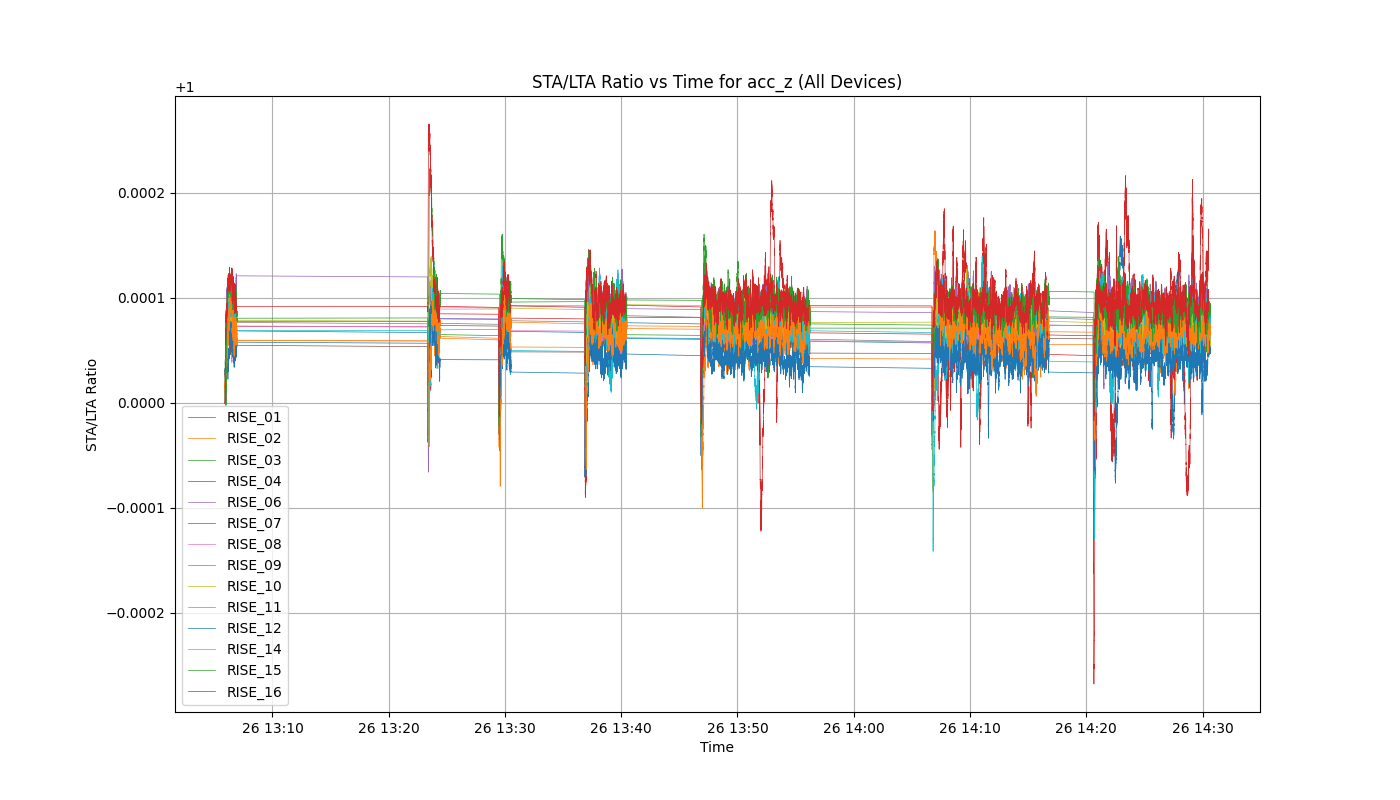 STA/LTA Ratio vs Time for acc_z (All Devices)
+1
0.0002
0.0001
0.0000
−0.0001
−0.0002
STA/LTA Ratio
RISE_01
RISE_02
RISE_03
RISE_04
RISE_06
RISE_07
RISE_08
RISE_09
RISE_10
RISE_11
RISE_12
RISE_14
RISE_15
RISE_16
26 13:10 26 13:20 26 13:30 26 13:40 26 13:50 26 14:00 26 14:10 26 14:20 26 14:30
Time